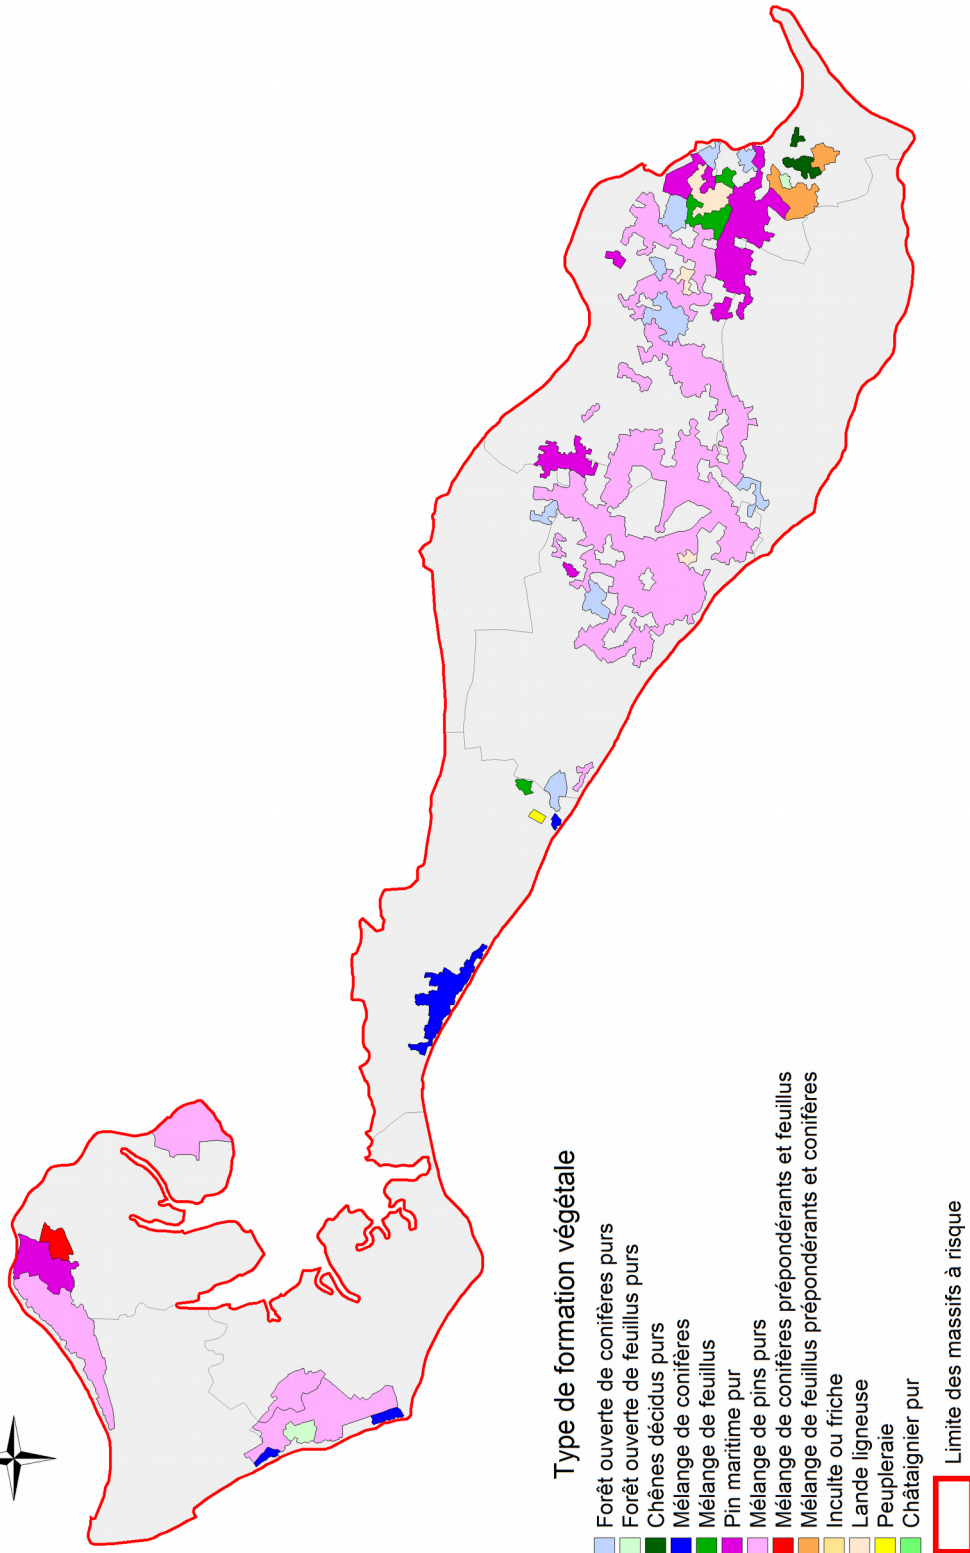 Type de formation végétale
Forêt ouverte de conifères purs
Forêt ouverte de feuillus purs
Chênes décidus purs
Mélange de conifères
Mélange de feuillus
Pin maritime pur
Mélange de pins purs
Mélange de conifères prépondérants et feuillus
Mélange de feuillus prépondérants et conifères
Inculte ou friche
Lande ligneuse
Peupleraie
Châtaignier pur
Limite des massifs à risque